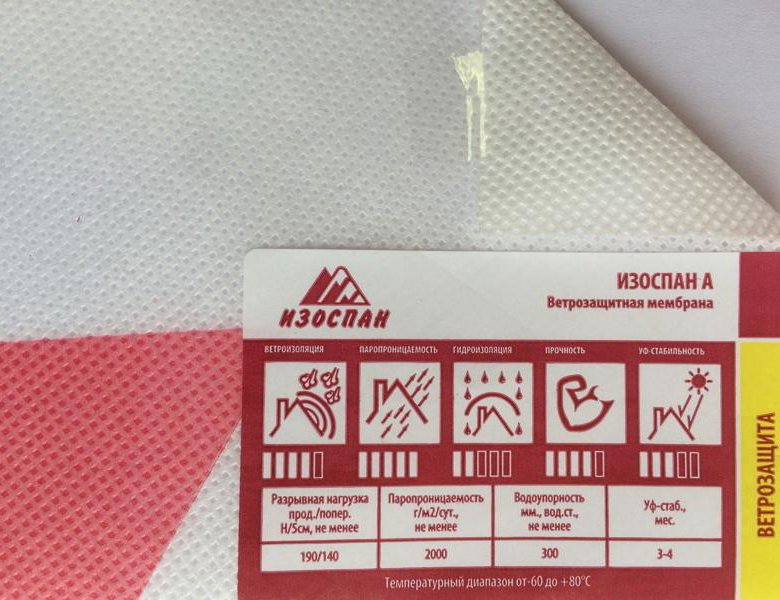 ИЗОСПАН
ИЗОСПАН А
Ветрозащитная мембрана
ВЕТРОИЗОЛЯЦИЯ
ПАРОПРОНИЦАЕМОСТЬ
ГИДРОИЗОЛЯЦИЯ
ПРОЧНОСТЬ
УФ-СТАБИЛЬНОСТЬ
Разрывная нагрузка
прод./попер.
Н/5см, не менее
Паропроницаемость
г/м2/сут.,
не менее
Водоупорность
мм., вод.ст.,
не менее
Уф-стаб.,
мес.
190/140
2000
300
3-4
Температурный диапазон от-60 до +80°С
ВЕТРОЗАЩИТА